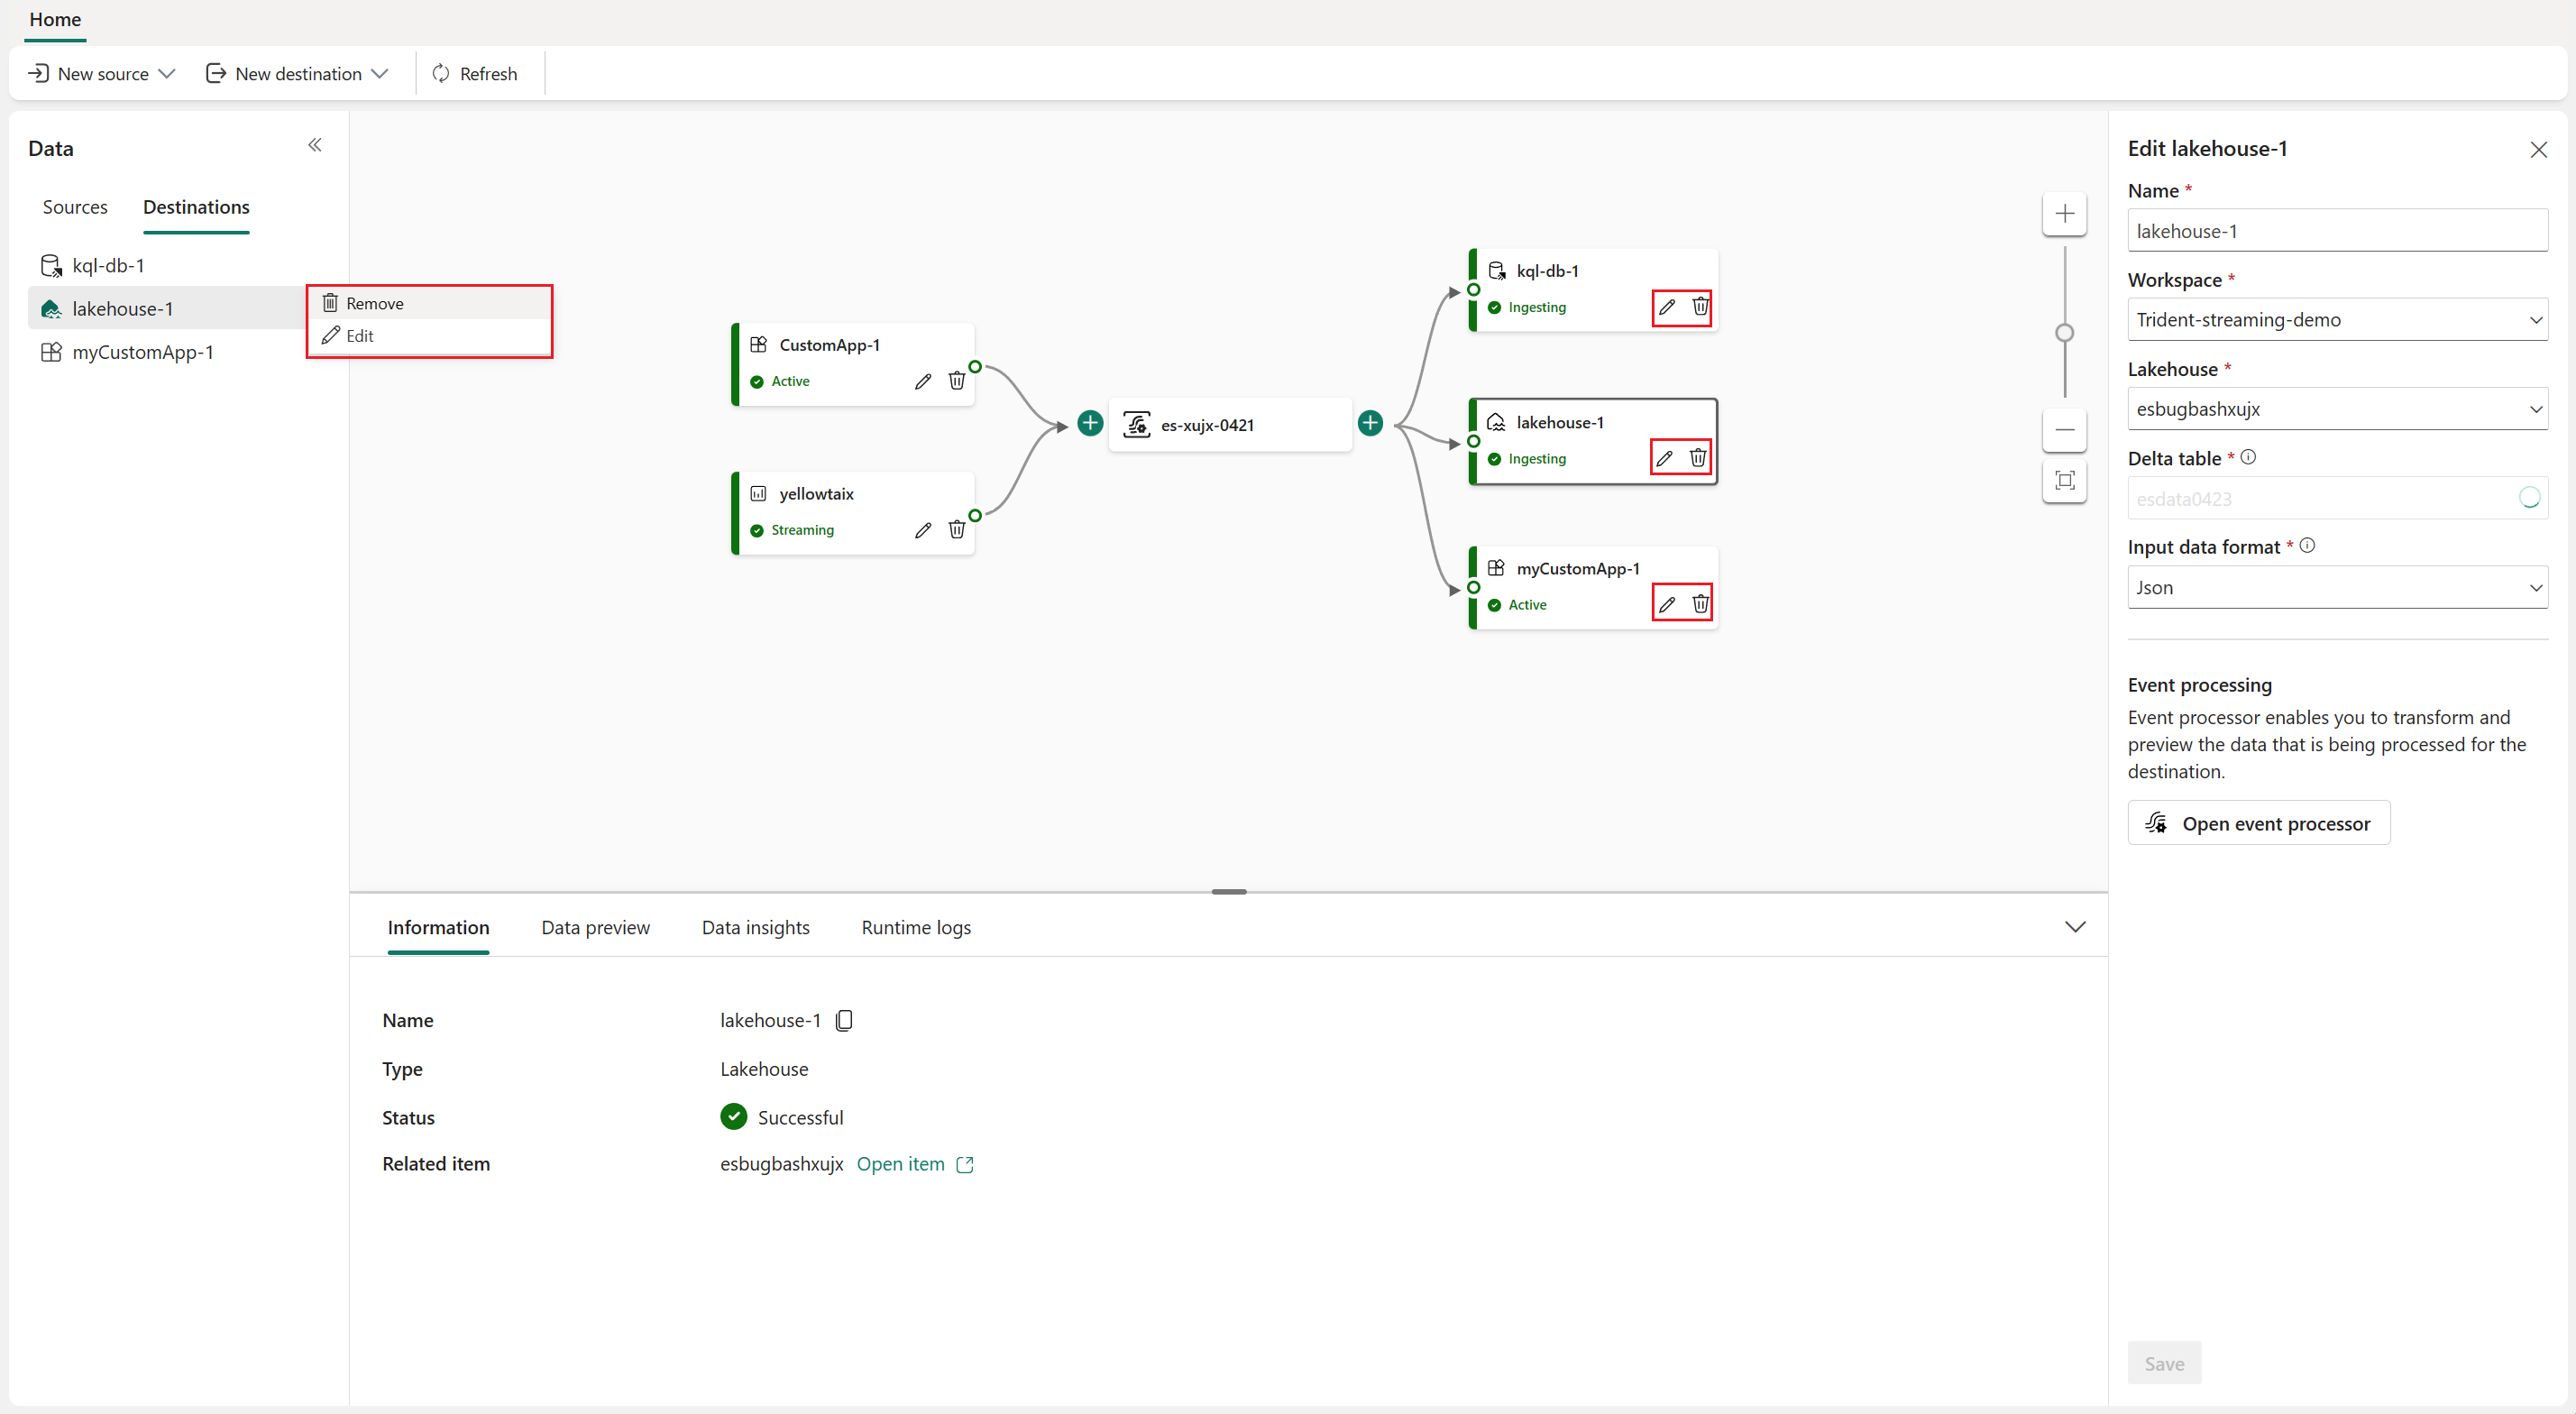 Home
New source
New destination
Refresh
Data
Sources
Destinations
kql-db-1
lakehouse-1
myCustomApp-1
Remove
Edit
CustomApp-1
Active
yellowtaix
Streaming
es-xujx-0421
kql-db-1
Ingesting
lakehouse-1
Ingesting
myCustomApp-1
Active
Information
Data preview
Data insights
Runtime logs
Name
lakehouse-1
Type
Lakehouse
Status
Successful
Related item
esbugbashxujx Open item
Edit lakehouse-1
Name *
lakehouse-1
Workspace *
Trident-streaming-demo
Lakehouse *
esbugbashxujx
Delta table *
esdata0423
Input data format *
Json
Event processing
Event processor enables you to transform and
preview the data that is being processed for the
destination.
Open event processor
Save